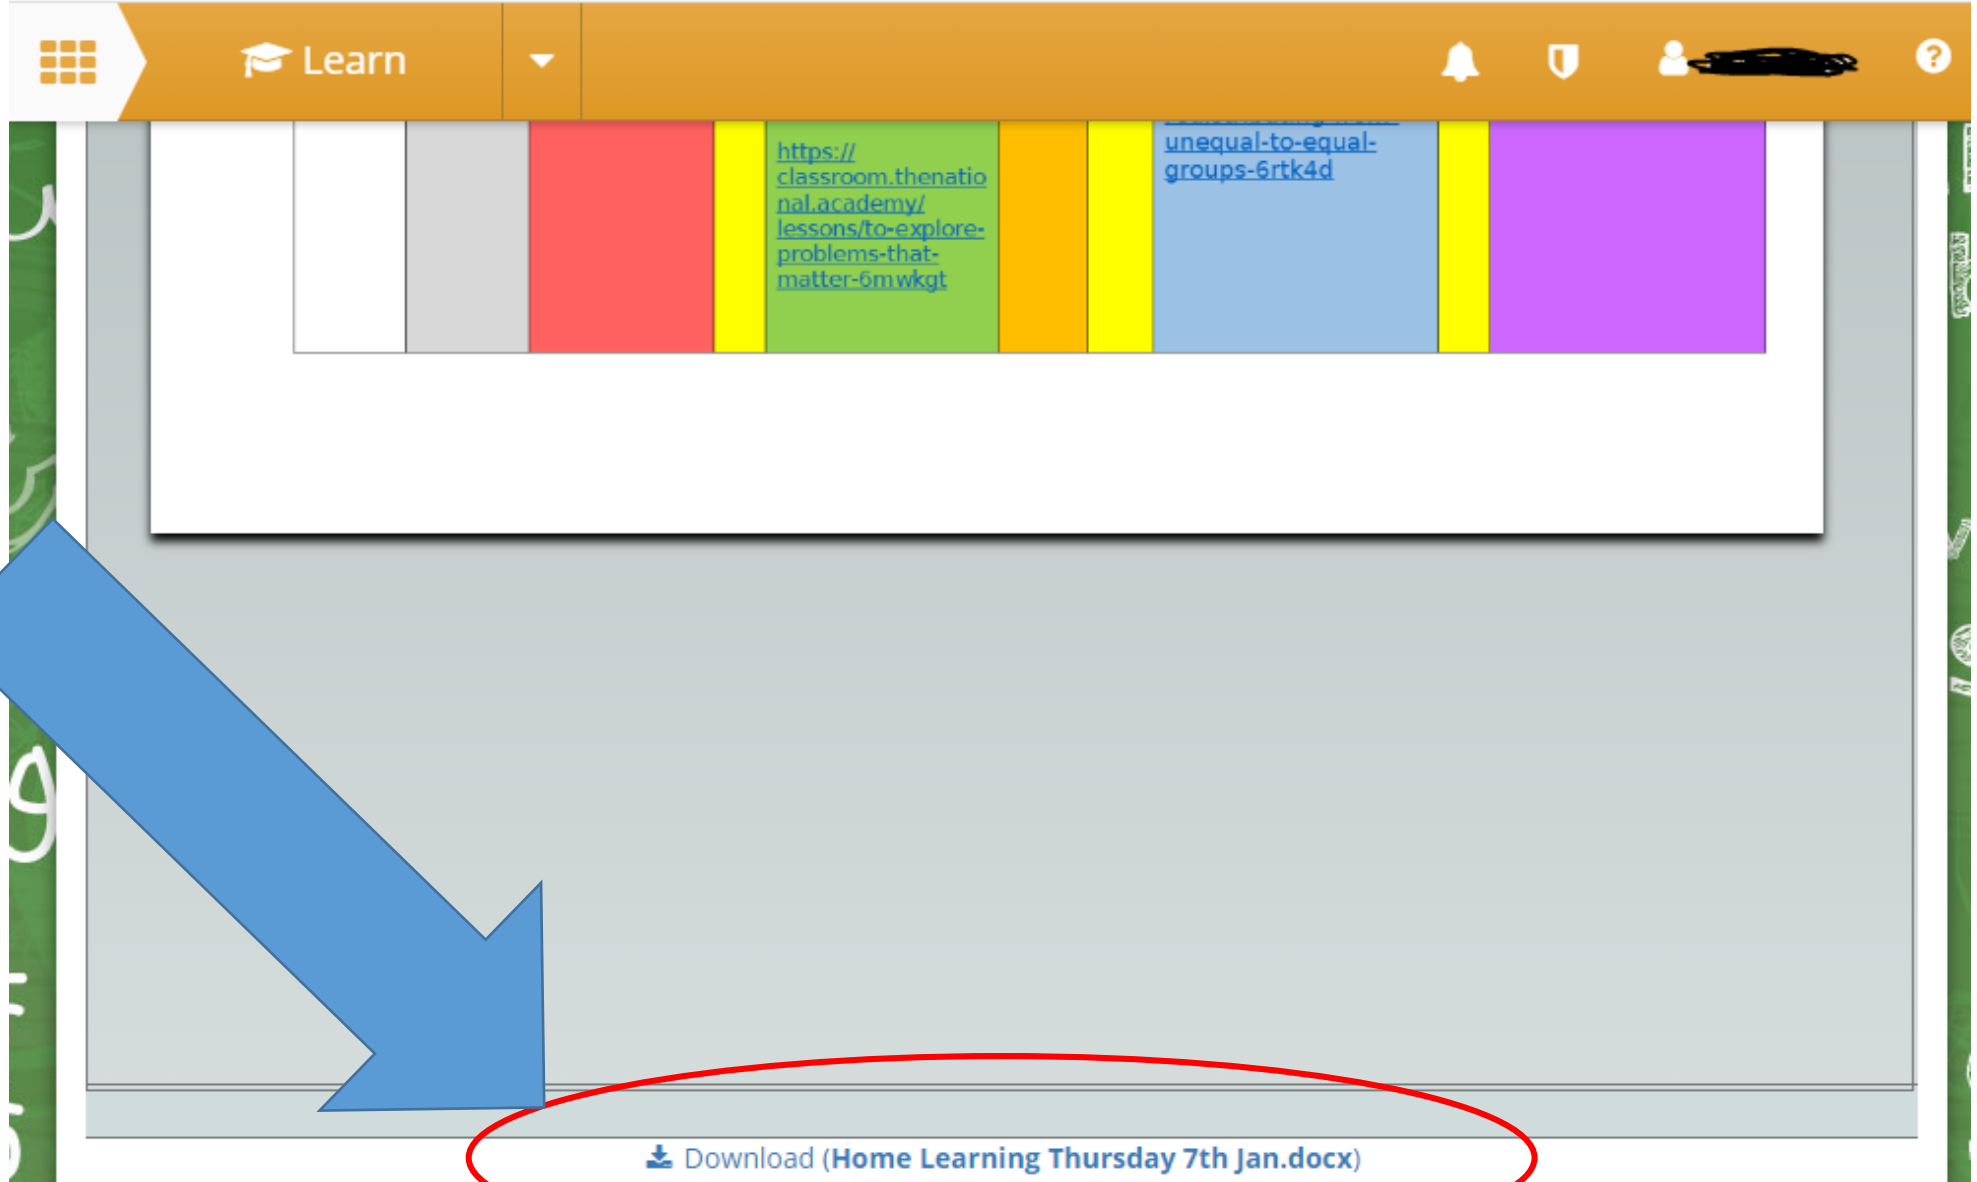 Learn
https://
classroom.thenatio
nal.academy/
lessons/to-explore-
problems-that-
matter-6mwkgt
unequal-to-equal-
groups-6rtk4d
Download (Home Learning Thursday 7th Jan.docx)